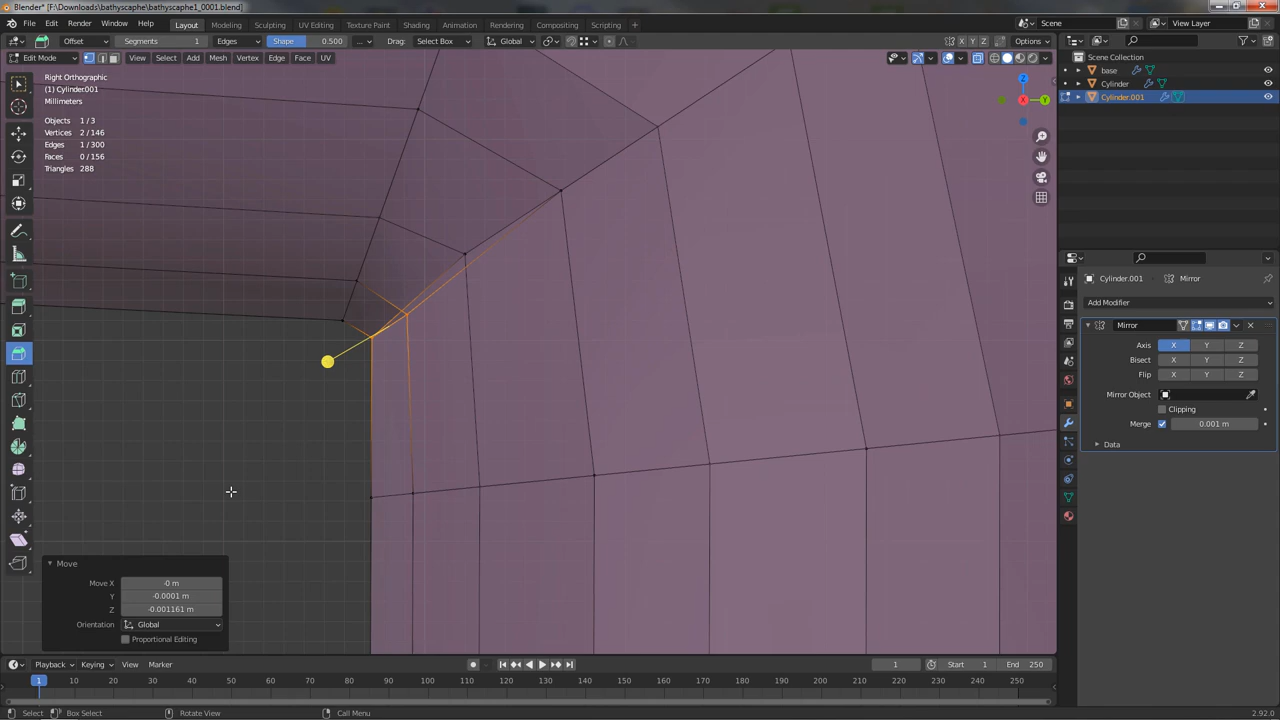 Blender* [F:\Downloads\bathyscaphe\bathyscaphe1_0001.blend]
File Edit Render Window Help Layout Modeling Sculpting UV Editing Texture Paint Shading Animation Rendering Compositing Scripting + Scene View Layer
Offset Segments 1 Edges Shape 0.500 ... Drag: Select Box Global X Y Z Options
Edit Mode View Select Add Mesh Vertex Edge Face UV
Scene Collection
base
Cylinder
Cylinder.001
Right Orthographic
(1) Cylinder.001
Millimeters
Objects 1 / 3
Vertices 2 / 146
Edges 1 / 300
Faces 0 / 156
Triangles 288
Z
X
Y
Cylinder.001 Mirror
Add Modifier
Mirror
Axis X Y Z
Bisect X Y Z
Flip X Y Z
Mirror Object
Clipping
Merge 0.001 m
Data
Move
Move X -0 m
Y -0.0001 m
Z -0.001161 m
Orientation Global
Proportional Editing
Playback Keying View Marker 1 Start 1 End 250
1 10 20 30 40 50 60 70 80 90 100 110 120 130 140 150 160 170 180 190 200 210 220 230 240 250
Select Box Select Rotate View Call Menu 2.92.0